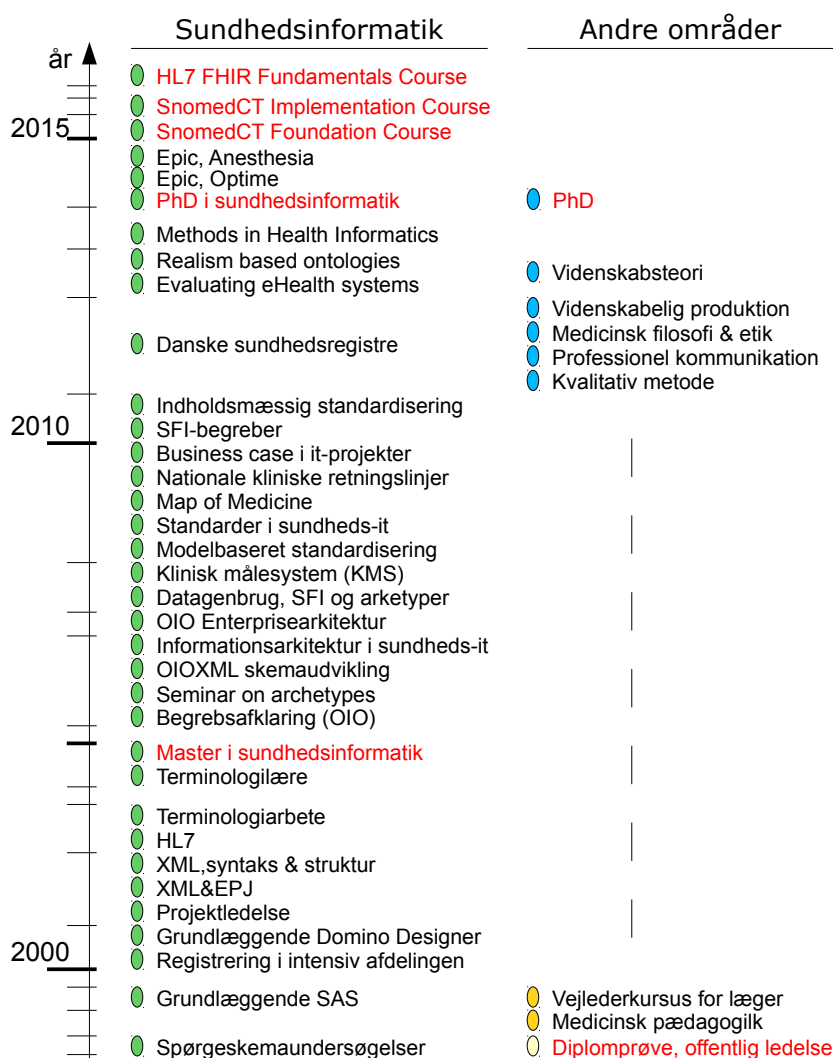 Sundhedsinformatik
Andre områder
år
HL7 FHIR Fundamentals Course
SnomedCT Implementation Course
2015
SnomedCT Foundation Course
Epic, Anesthesia
Epic, Optime
PhD i sundhedsinformatik
PhD
Methods in Health Informatics
Realism based ontologies
Videnskabsteori
Evaluating eHealth systems
Videnskabelig produktion
Medicinsk filosofi & etik
Danske sundhedsregistre
Professionel kommunikation
Kvalitativ metode
Indholdsmæssig standardisering
2010
SFI-begreber
Business case i it-projekter
Nationale kliniske retningslinjer
Map of Medicine
Standarder i sundheds-it
Modelbaseret standardisering
Klinisk målesystem (KMS)
Datagenbrug, SFI og arketyper
OIO Enterprisearkitektur
Informationsarkitektur i sundheds-it
OIOXML skemaudvikling
Seminar on archetypes
Begrebsafklaring (OIO)
Master i sundhedsinformatik
Terminologilære
Terminologiarbete
HL7
XML,syntaks & struktur
XML&EPJ
Projektledelse
Grundlæggende Domino Designer
2000
Registrering i intensiv afdelingen
Grundlæggende SAS
Vejlederkursus for læger
Medicinsk pædagogilk
Spørgeskemaundersøgelser
Diplomprøve, offentlig ledelse